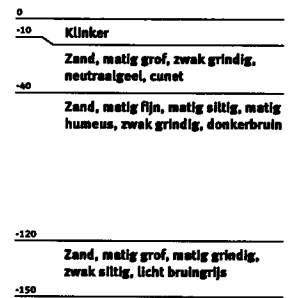 0
-10
Klinker
Zand, matig grof, zwak grindig,
neutraalgeel, cunet
-40
Zand, matig fijn, matig siltig, matig
humeus, zwak grindig, donkerbruin
-120
Zand, matig grof, matig grindig,
zwak siltig, licht bruingrijs
-150